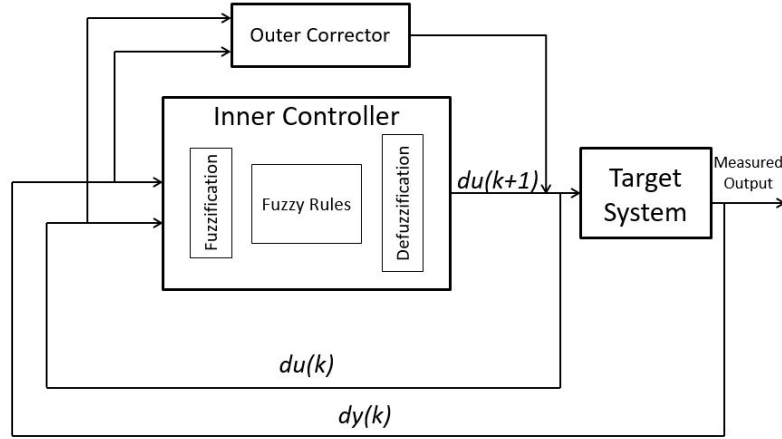 Outer Corrector
Inner Controller
Fuzzification
Fuzzy Rules
Defuzzification
du(k+1)
Target
System
Measured
Output
du(k)
dy(k)